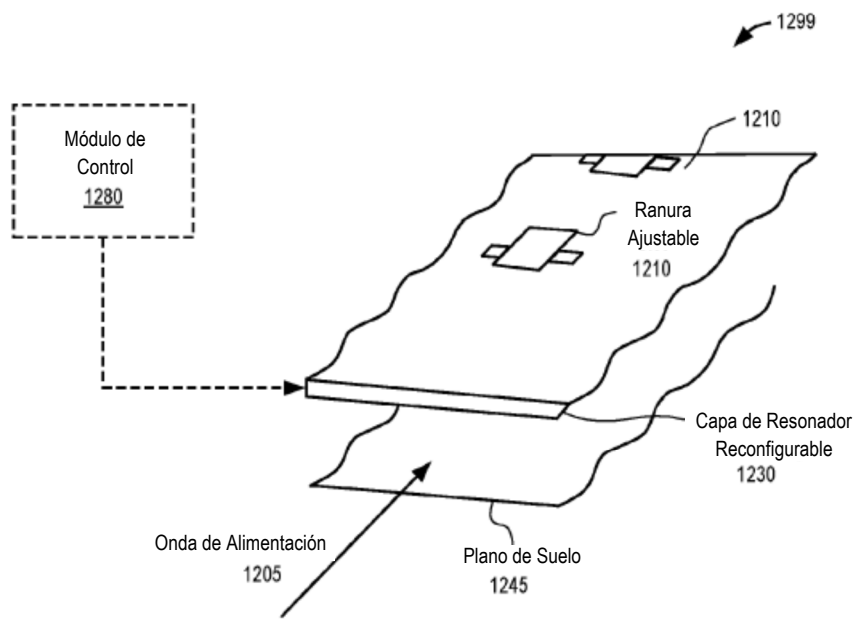 1299
Módulo de
Control
1280
1210
Ranura
Ajustable
1210
Capa de Resonador
Reconfigurable
1230
Onda de Alimentación
1205
Plano de Suelo
1245